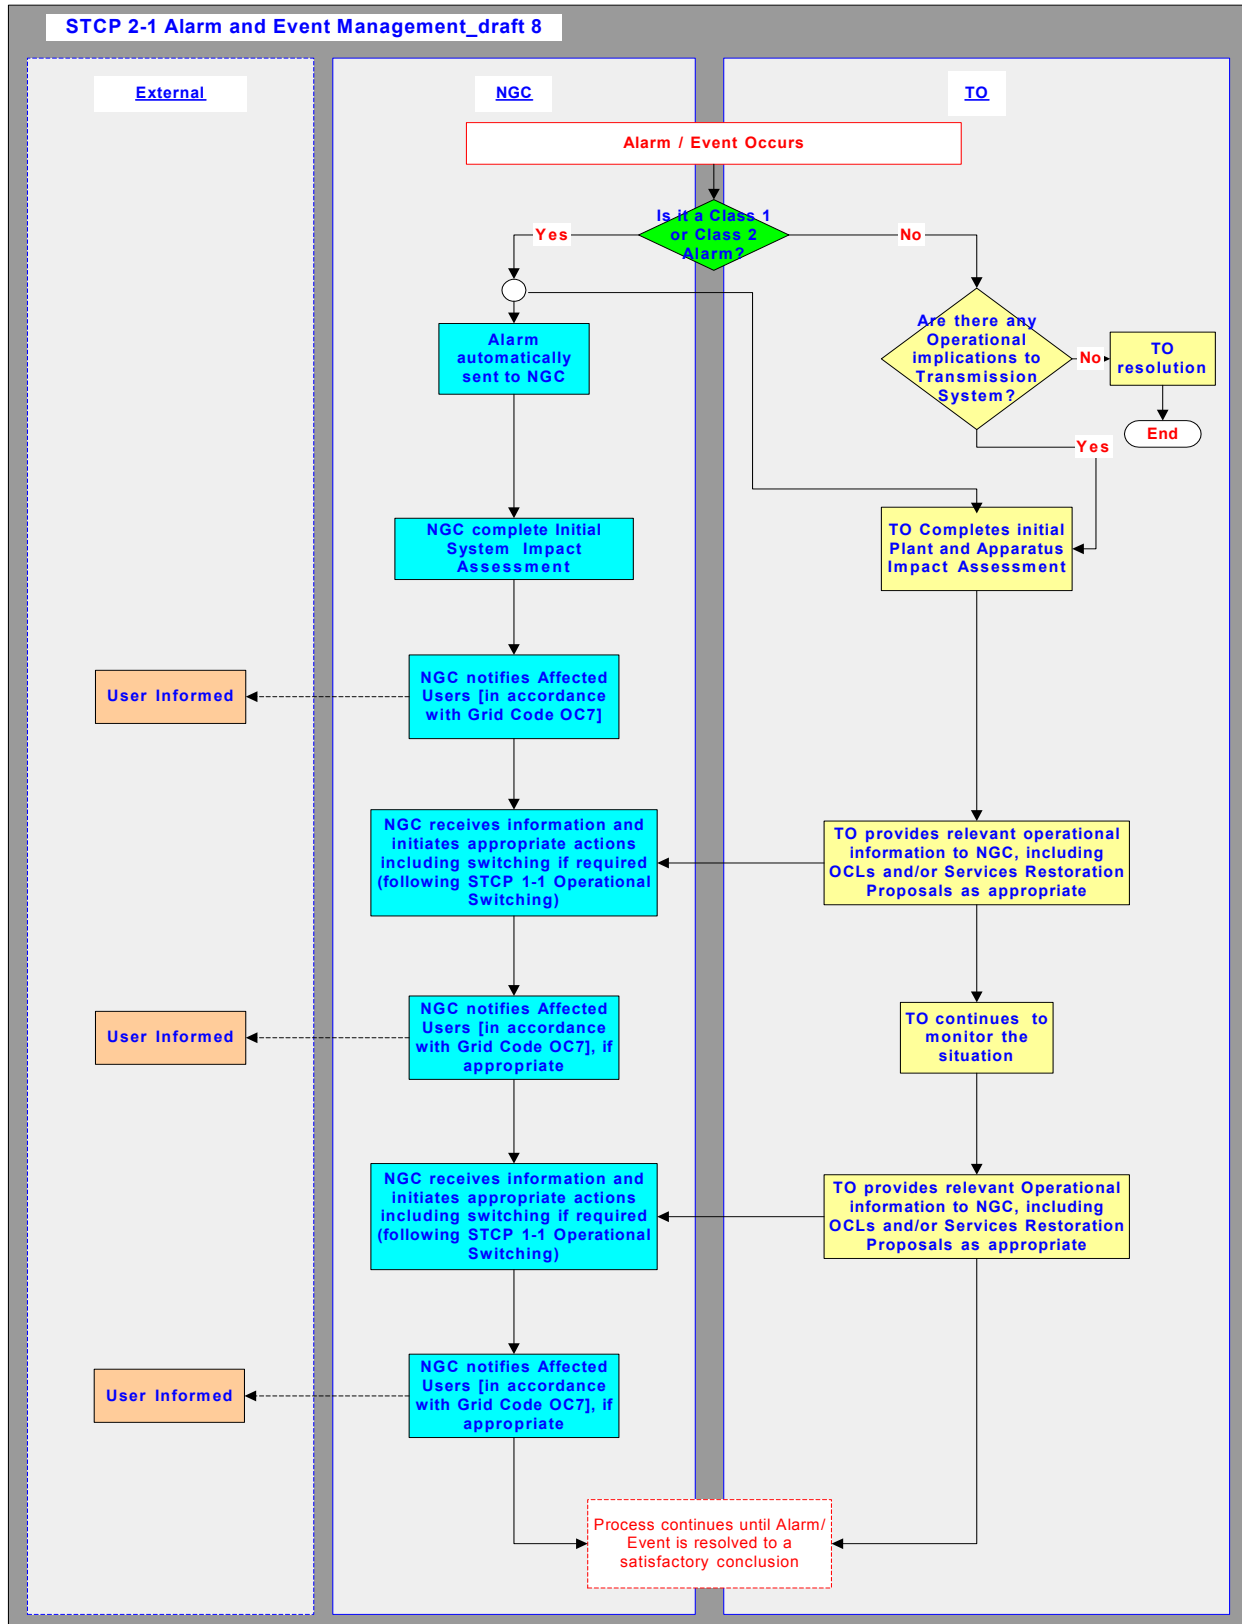 STCP 2-1 Alarm and Event Management_draft 8
External
NGC
TO
Alarm / Event Occurs
Is it a Class 1
or Class 2
Alarm?
Yes
No
Alarm
automatically
sent to NGC
Are there any
Operational
implications to
Transmission
System?
No
TO
resolution
End
Yes
NGC complete Initial
System Impact
Assessment
TO Completes initial
Plant and Apparatus
Impact Assessment
User Informed
NGC notifies Affected
Users [in accordance
with Grid Code OC7]
NGC receives information and
initiates appropriate actions
including switching if required
(following STCP 1-1 Operational
Switching)
TO provides relevant operational
information to NGC, including
OCLs and/or Services Restoration
Proposals as appropriate
User Informed
NGC notifies Affected
Users [in accordance
with Grid Code OC7], if
appropriate
TO continues to
monitor the
situation
NGC receives information and
initiates appropriate actions
including switching if required
(following STCP 1-1 Operational
Switching)
TO provides relevant Operational
information to NGC, including
OCLs and/or Services Restoration
Proposals as appropriate
User Informed
NGC notifies Affected
Users [in accordance
with Grid Code OC7], if
appropriate
Process continues until Alarm/
Event is resolved to a
satisfactory conclusion